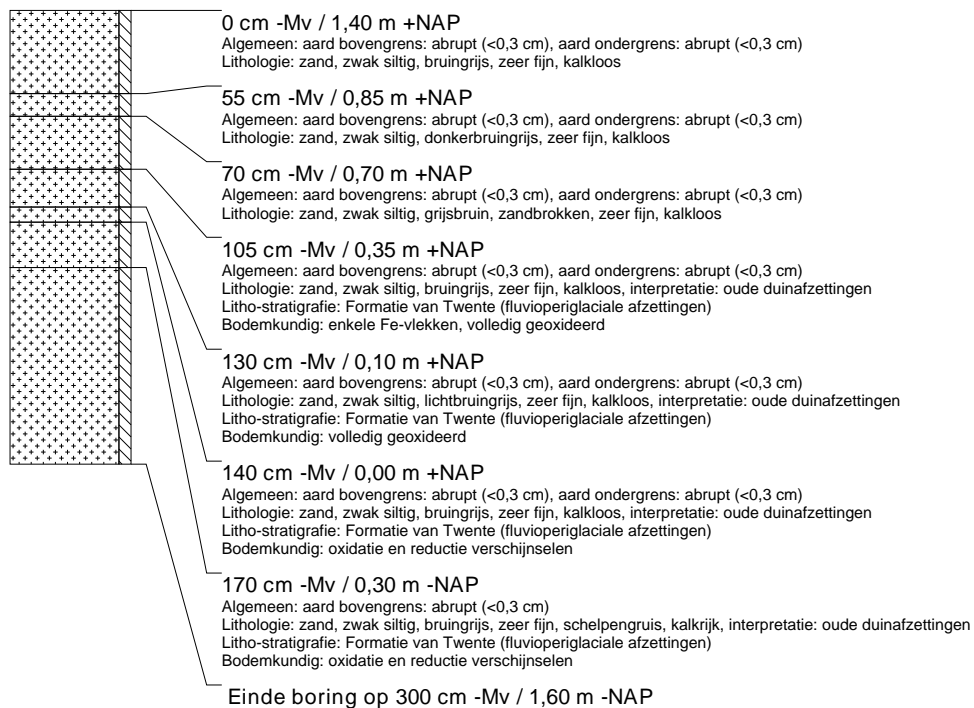 0 cm -Mv / 1,40 m +NAP
Algemeen: aard bovengrens: abrupt (<0,3 cm), aard ondergrens: abrupt (<0,3 cm)
Lithologie: zand, zwak siltig, bruingrijs, zeer fijn, kalkloos
55 cm -Mv / 0,85 m +NAP
Algemeen: aard bovengrens: abrupt (<0,3 cm), aard ondergrens: abrupt (<0,3 cm)
Lithologie: zand, zwak siltig, donkerbruingrijs, zeer fijn, kalkloos
70 cm -Mv / 0,70 m +NAP
Algemeen: aard bovengrens: abrupt (<0,3 cm), aard ondergrens: abrupt (<0,3 cm)
Lithologie: zand, zwak siltig, grijsbruin, zandbrokken, zeer fijn, kalkloos
105 cm -Mv / 0,35 m +NAP
Algemeen: aard bovengrens: abrupt (<0,3 cm), aard ondergrens: abrupt (<0,3 cm)
Lithologie: zand, zwak siltig, bruingrijs, zeer fijn, kalkloos, interpretatie: oude duinafzettingen
Litho-stratigrafie: Formatie van Twente (fluvioperiglaciale afzettingen)
Bodemkundig: enkele Fe-vlekken, volledig geoxideerd
130 cm -Mv / 0,10 m +NAP
Algemeen: aard bovengrens: abrupt (<0,3 cm), aard ondergrens: abrupt (<0,3 cm)
Lithologie: zand, zwak siltig, lichtbruingrijs, zeer fijn, kalkloos, interpretatie: oude duinafzettingen
Litho-stratigrafie: Formatie van Twente (fluvioperiglaciale afzettingen)
Bodemkundig: volledig geoxideerd
140 cm -Mv / 0,00 m +NAP
Algemeen: aard bovengrens: abrupt (<0,3 cm), aard ondergrens: abrupt (<0,3 cm)
Lithologie: zand, zwak siltig, bruingrijs, zeer fijn, kalkloos, interpretatie: oude duinafzettingen
Litho-stratigrafie: Formatie van Twente (fluvioperiglaciale afzettingen)
Bodemkundig: oxidatie en reductie verschijnselen
170 cm -Mv / 0,30 m -NAP
Algemeen: aard bovengrens: abrupt (<0,3 cm)
Lithologie: zand, zwak siltig, bruingrijs, zeer fijn, schelpengruis, kalkrijk, interpretatie: oude duinafzettingen
Litho-stratigrafie: Formatie van Twente (fluvioperiglaciale afzettingen)
Bodemkundig: oxidatie en reductie verschijnselen
Einde boring op 300 cm -Mv / 1,60 m -NAP